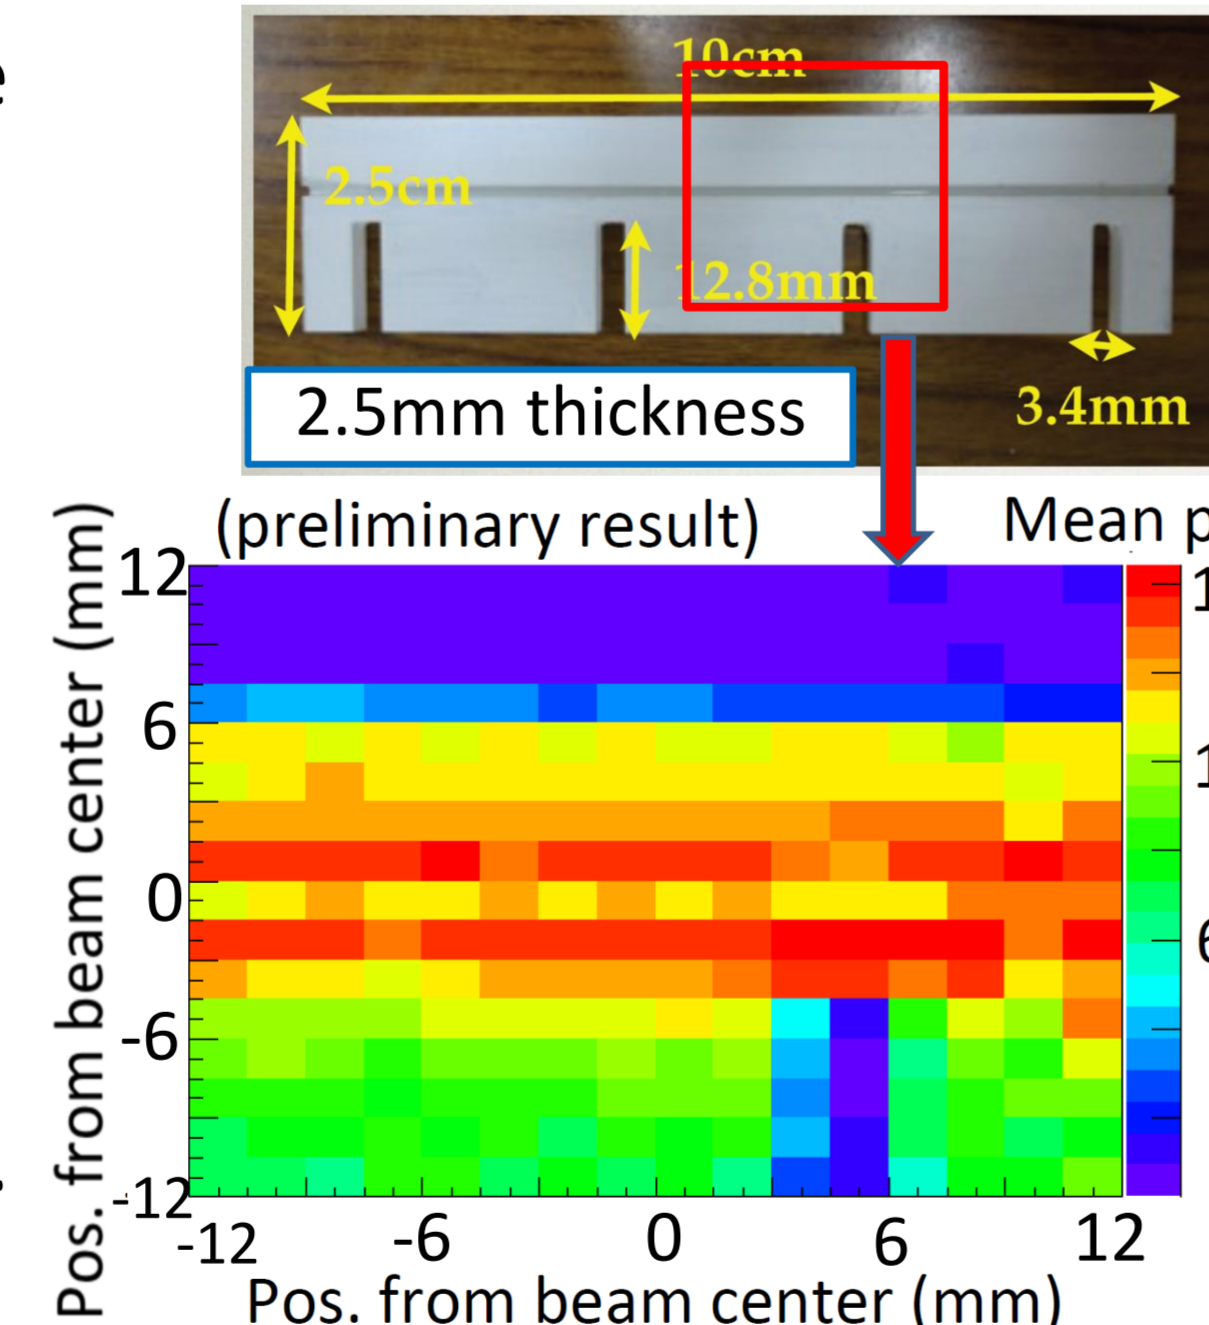 e
10cm
2.5cm
12.8mm
3.4mm
2.5mm thickness
(preliminary result)
Mean p
Pos. from beam center (mm)
12
6
0
-6
-12
-12 -6 0 6 12
Pos. from beam center (mm)